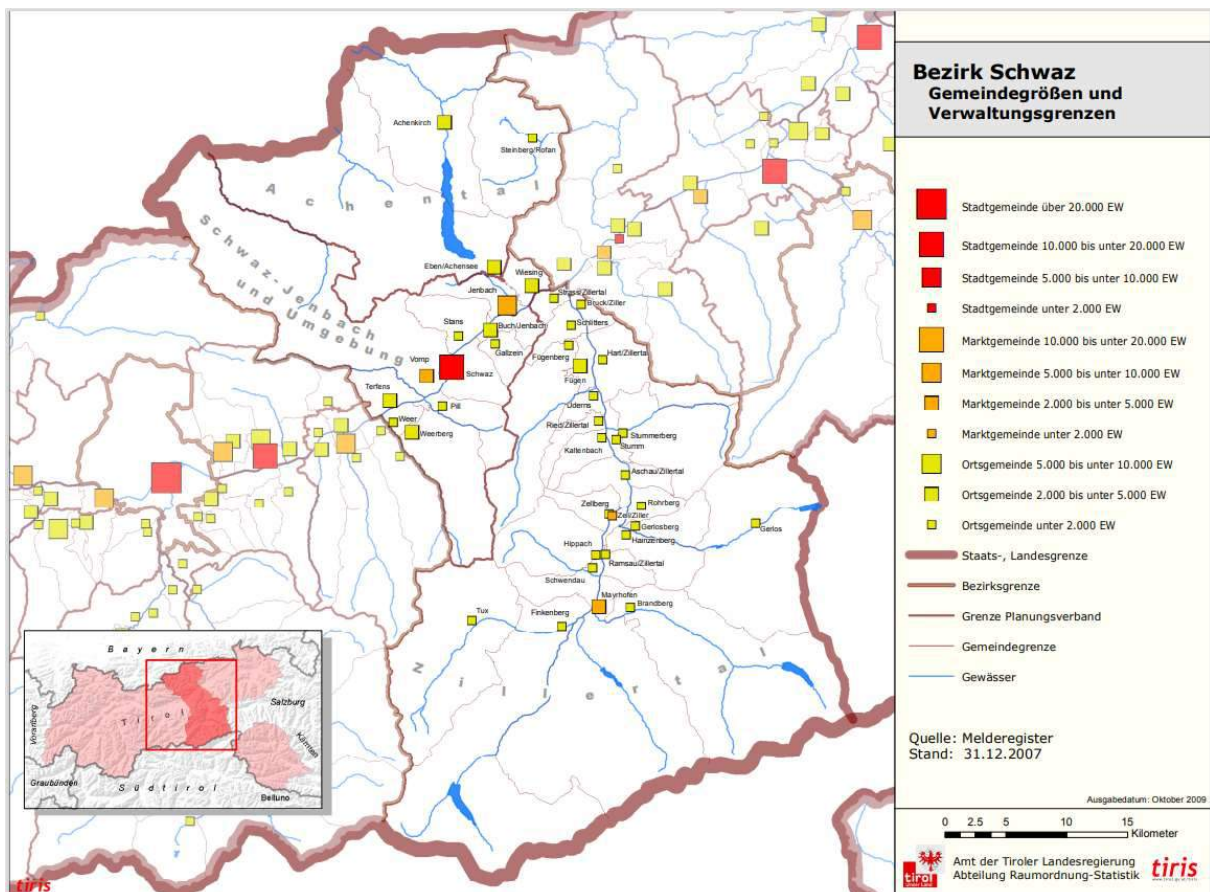 Bezirk Schwaz
Gemeindegrößen und
Verwaltungsgrenzen
Stadtgemeinde über 20.000 EW
Stadtgemeinde 10.000 bis unter 20.000 EW
Stadtgemeinde 5.000 bis unter 10.000 EW
Stadtgemeinde unter 2.000 EW
Marktgemeinde 10.000 bis unter 20.000 EW
Marktgemeinde 5.000 bis unter 10.000 EW
Marktgemeinde 2.000 bis unter 5.000 EW
Marktgemeinde unter 2.000 EW
Ortsgemeinde 5.000 bis unter 10.000 EW
Ortsgemeinde 2.000 bis unter 5.000 EW
Ortsgemeinde unter 2.000 EW
Staats-, Landesgrenze
Bezirksgrenze
Grenze Planungsverband
Gemeindegrenze
Gewässer
Quelle: Melderegister
Stand: 31.12.2007
Ausgabedatum: Oktober 2009
0 2.5 5 10 15
Kilometer
Amt der Tiroler Landesregierung
Abteilung Raumordnung-Statistik
tirol
tiris
Achenkirch
Steinberg/Rofan
Achental
Schwaz-Jenbach
und Umgebung
Eben/Achensee
Wiesing
Jenbach
Strass/Zillertal
Bruck/Ziller
Stans
Buch/Jenbach
Schlitters
Gallzein
Fügenberg
Hart/Zillertal
Vomp
Schwaz
Fügen
Terfens
Pill
Uderns
Weer
Weerberg
Ried/Zillertal
Stummerberg
Kaltenbach
Stumm
Aschau/Zillertal
Zellberg
Rohrberg
Zell/Ziller
Gerlosberg
Gerlos
Hainzenberg
Hippach
Ramsau/Zillertal
Schwendau
Mayrhofen
Brandberg
Tux
Finkenberg
Zillertal
Bayern
Salzburg
Tirol
Vorarlberg
Kärnten
Graubünden
Südtirol
Belluno
tiris